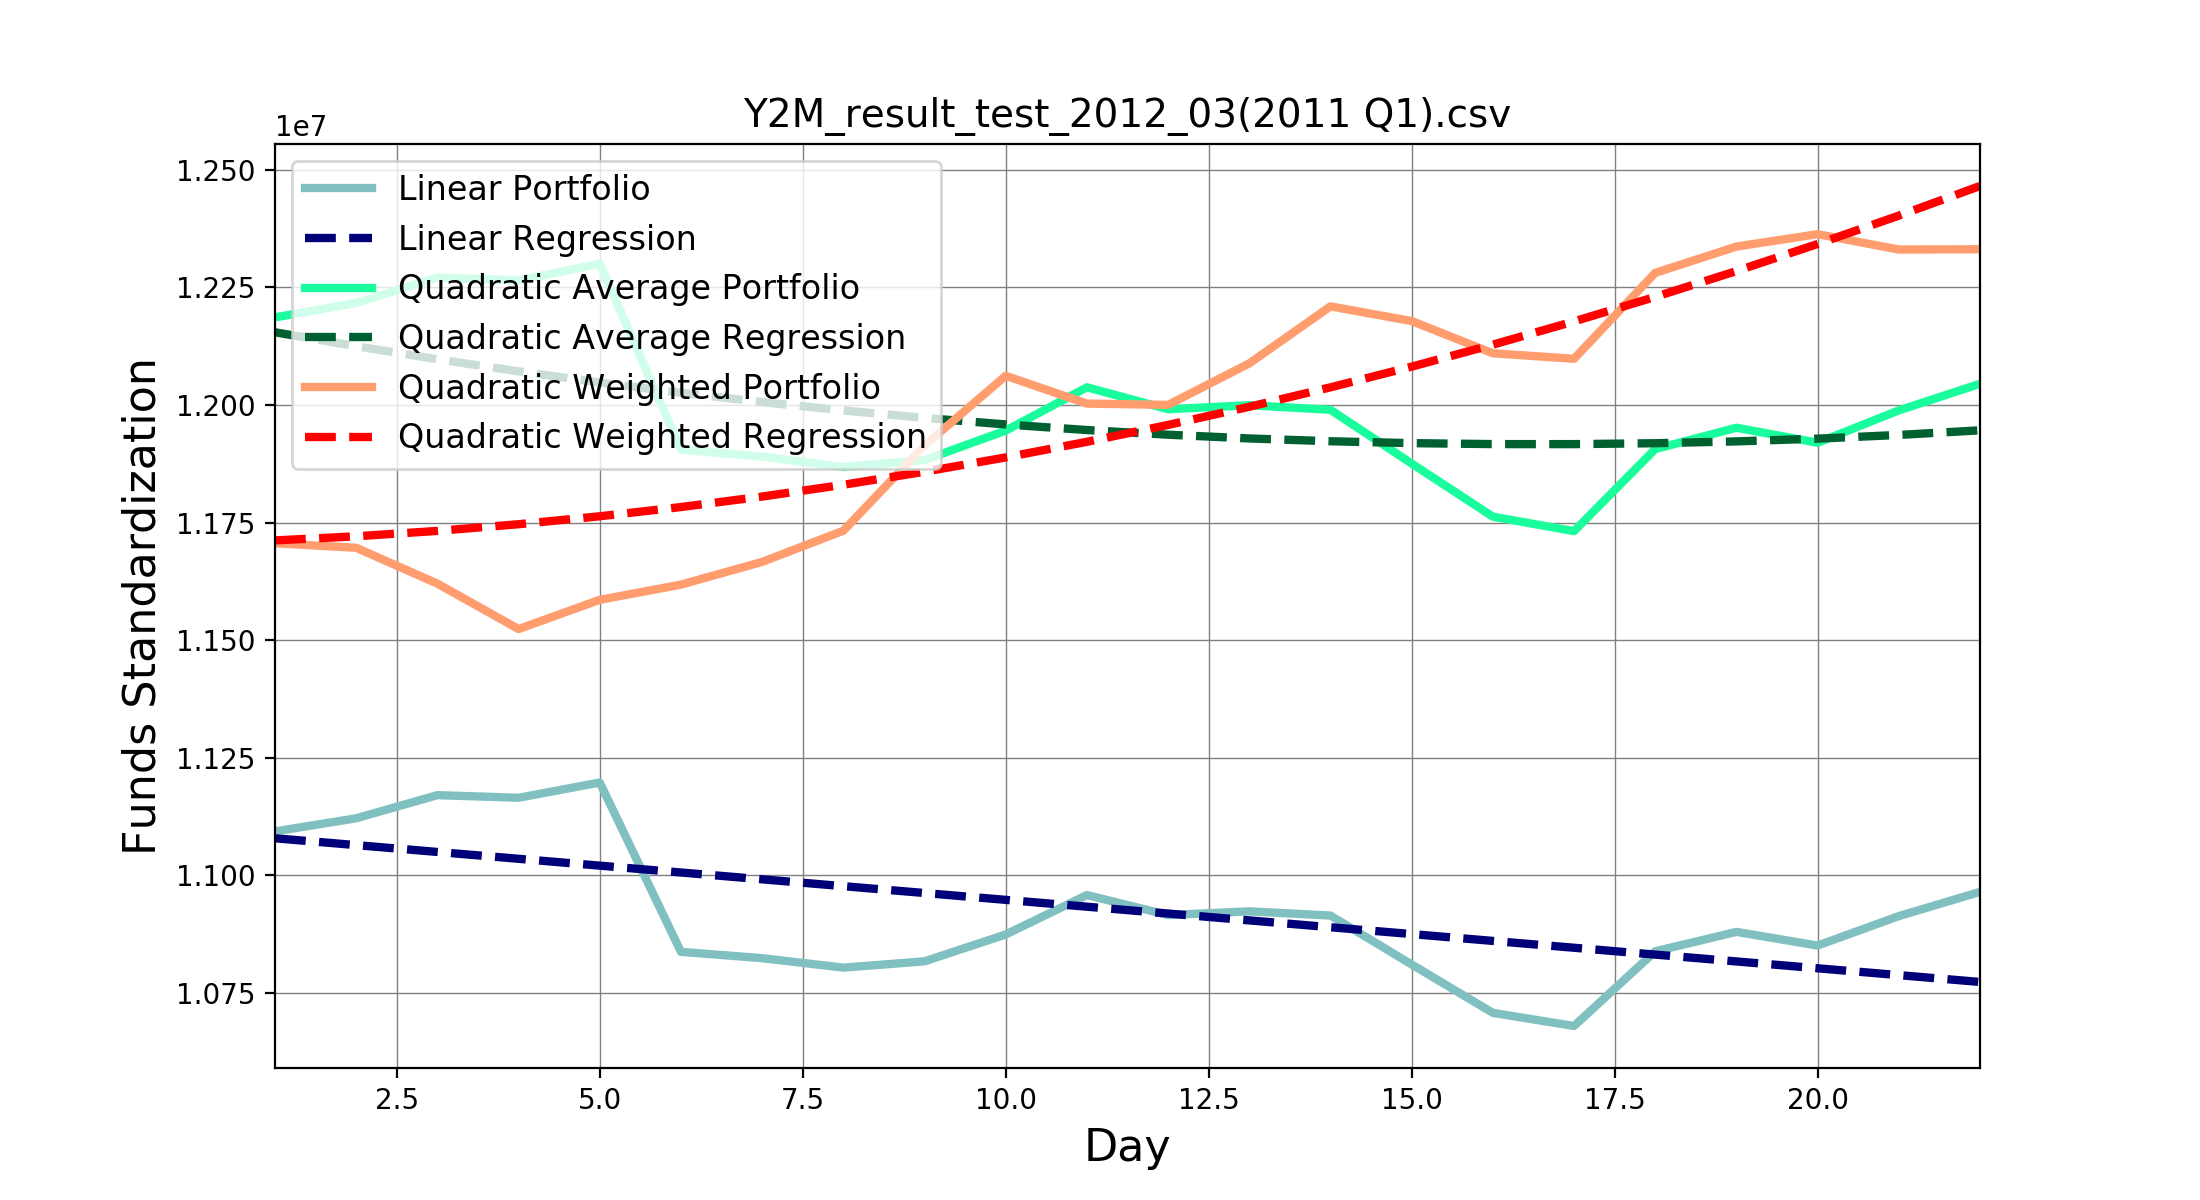 Y2M_result_test_2012_03(2011 Q1).csv
1e7
1.250
1.225
1.200
1.175
1.150
1.125
1.100
1.075
Funds Standardization
Linear Portfolio
Linear Regression
Quadratic Average Portfolio
Quadratic Average Regression
Quadratic Weighted Portfolio
Quadratic Weighted Regression
2.5 5.0 7.5 10.0 12.5 15.0 17.5 20.0
Day